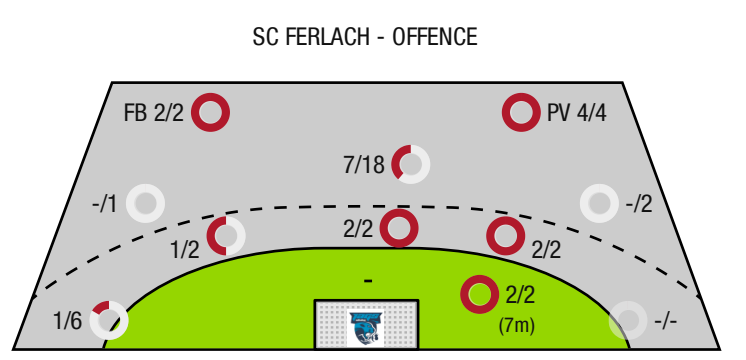 SC FERLACH - OFFENCE
FB 2/2
PV 4/4
7/18
-/1
-/2
1/2
2/2
2/2
-
2/2
(7m)
1/6
-/-